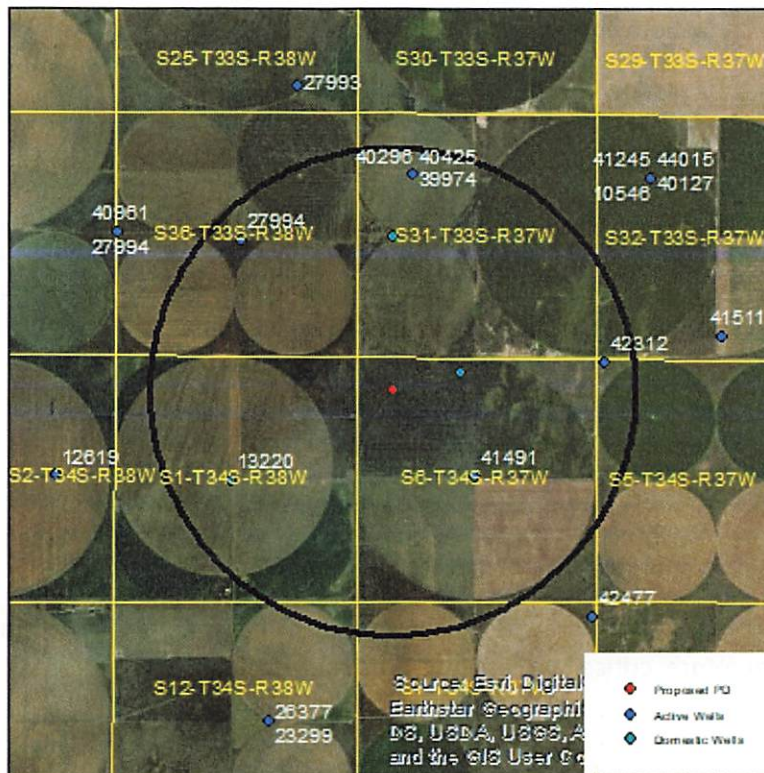 S25-T33S-R38W
S30-T33S-R37W
S29-T33S-R37W
27993
40296 40425
39974
41245 44015
10546 40127
40961
27994
27994
S36-T33S-R38W
S31-T33S-R37W
S32-T33S-R37W
41511
42312
12619
13220
41491
S2-T34S-R38W
S1-T34S-R38W
S6-T34S-R37W
S5-T34S-R37W
42477
S12-T34S-R38W
26377
23299
Source: Esri, Digital
Earthstar Geographi
DS, USDA, USGS, A
and the GIS User Co
Proposed PD
Active Wells
Domestic Wells